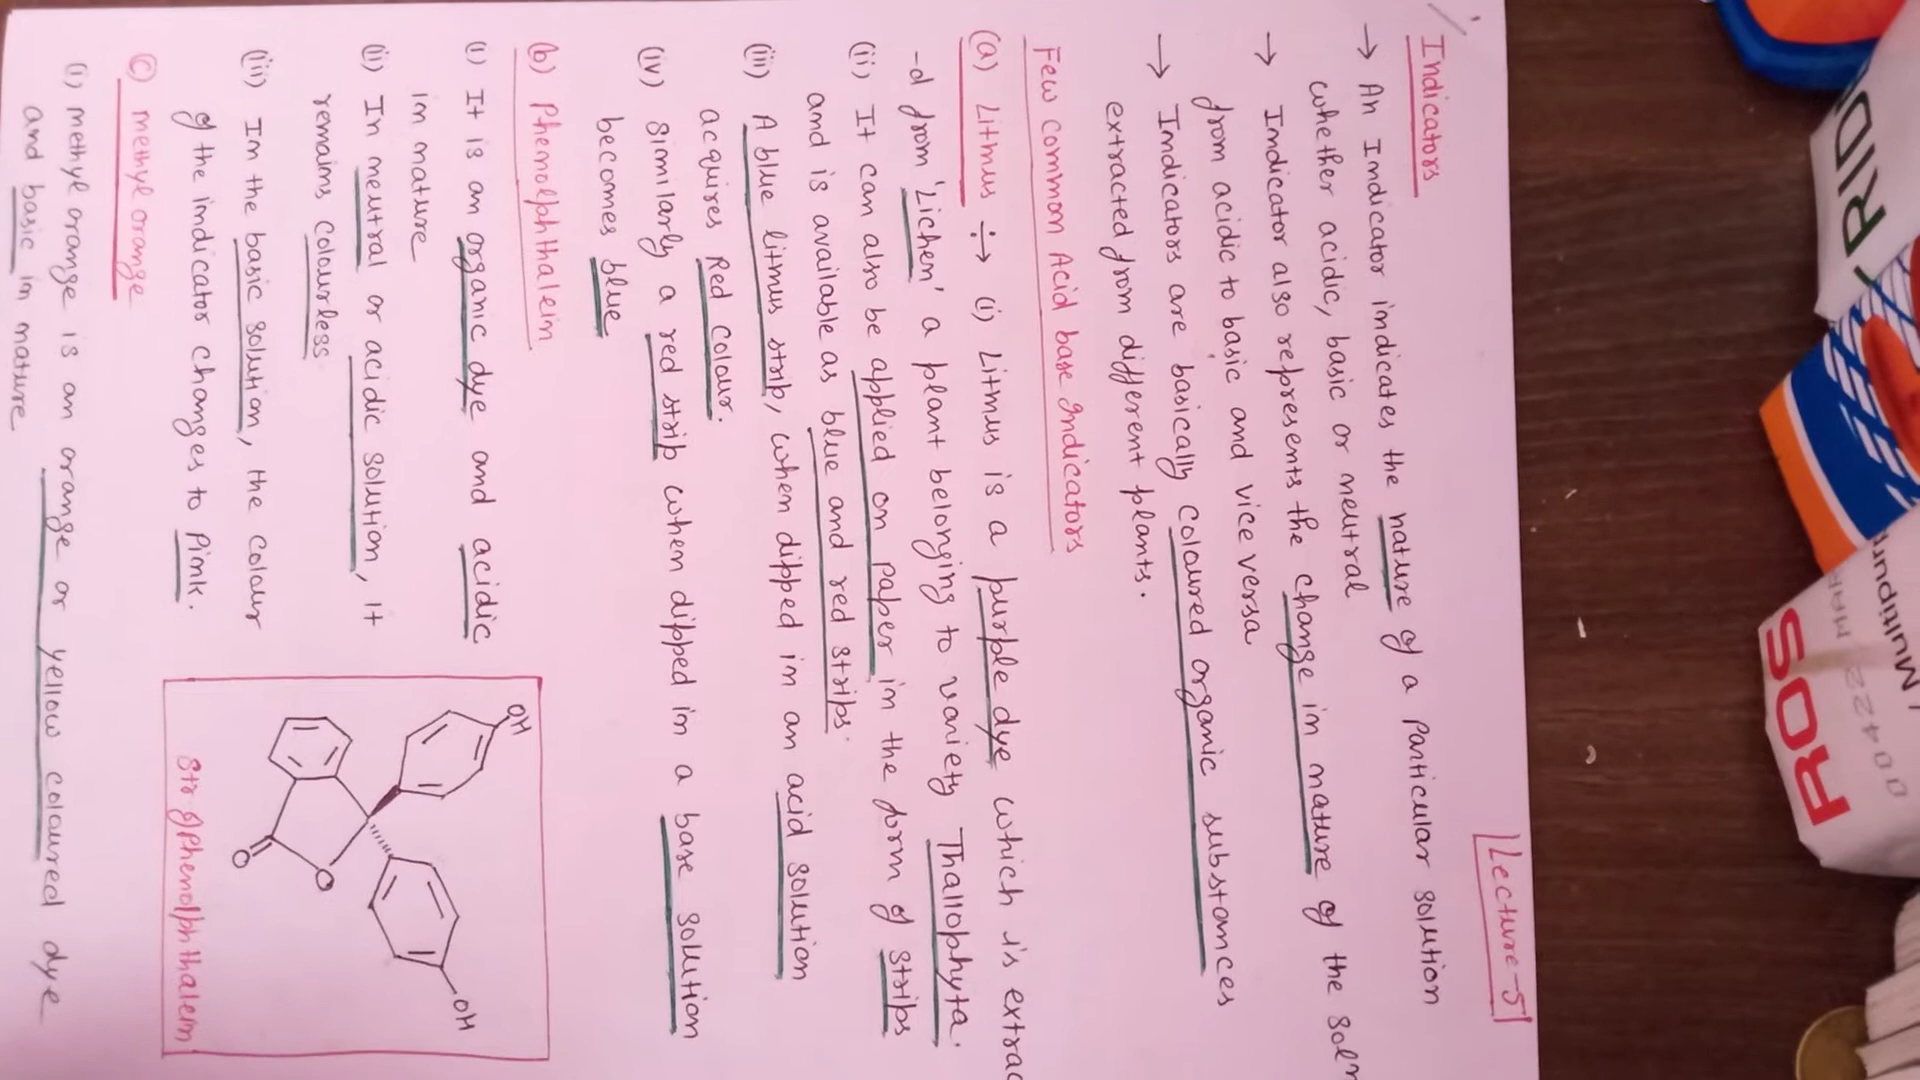 Lecture-5
Indicators
→ An Indicator indicates the nature of a particular solution
whether acidic, basic or neutral
→ Indicator also represents the change in nature of the soln
from acidic to basic and vice versa
→ Indicators are basically coloured organic substances
extracted from different plants.
Few common Acid base Indicators
(a) Litmus ÷→ (i) Litmus is a purple dye which is extrac
-d from 'Lichen' a plant belonging to variety Thallophyta.
(ii) It can also be applied on paper in the form of strips
and is available as blue and red strips.
(iii) A blue litmus strip, when dipped in an acid solution
acquires Red colour.
(iv) similarly a red strip when dipped in a base solution
becomes blue
(b) Phenolphthalein
(i) It is an organic dye and acidic
in nature
(ii) In neutral or acidic solution, it
remains colourless
(iii) In the basic solution, the colour
of the indicator changes to Pink.
OH
OH
O
O
Str of Phenolphthalein
(c) methyl orange
(i) methyl orange is an orange or yellow coloured dye
and basic in nature
ROS
Multipur